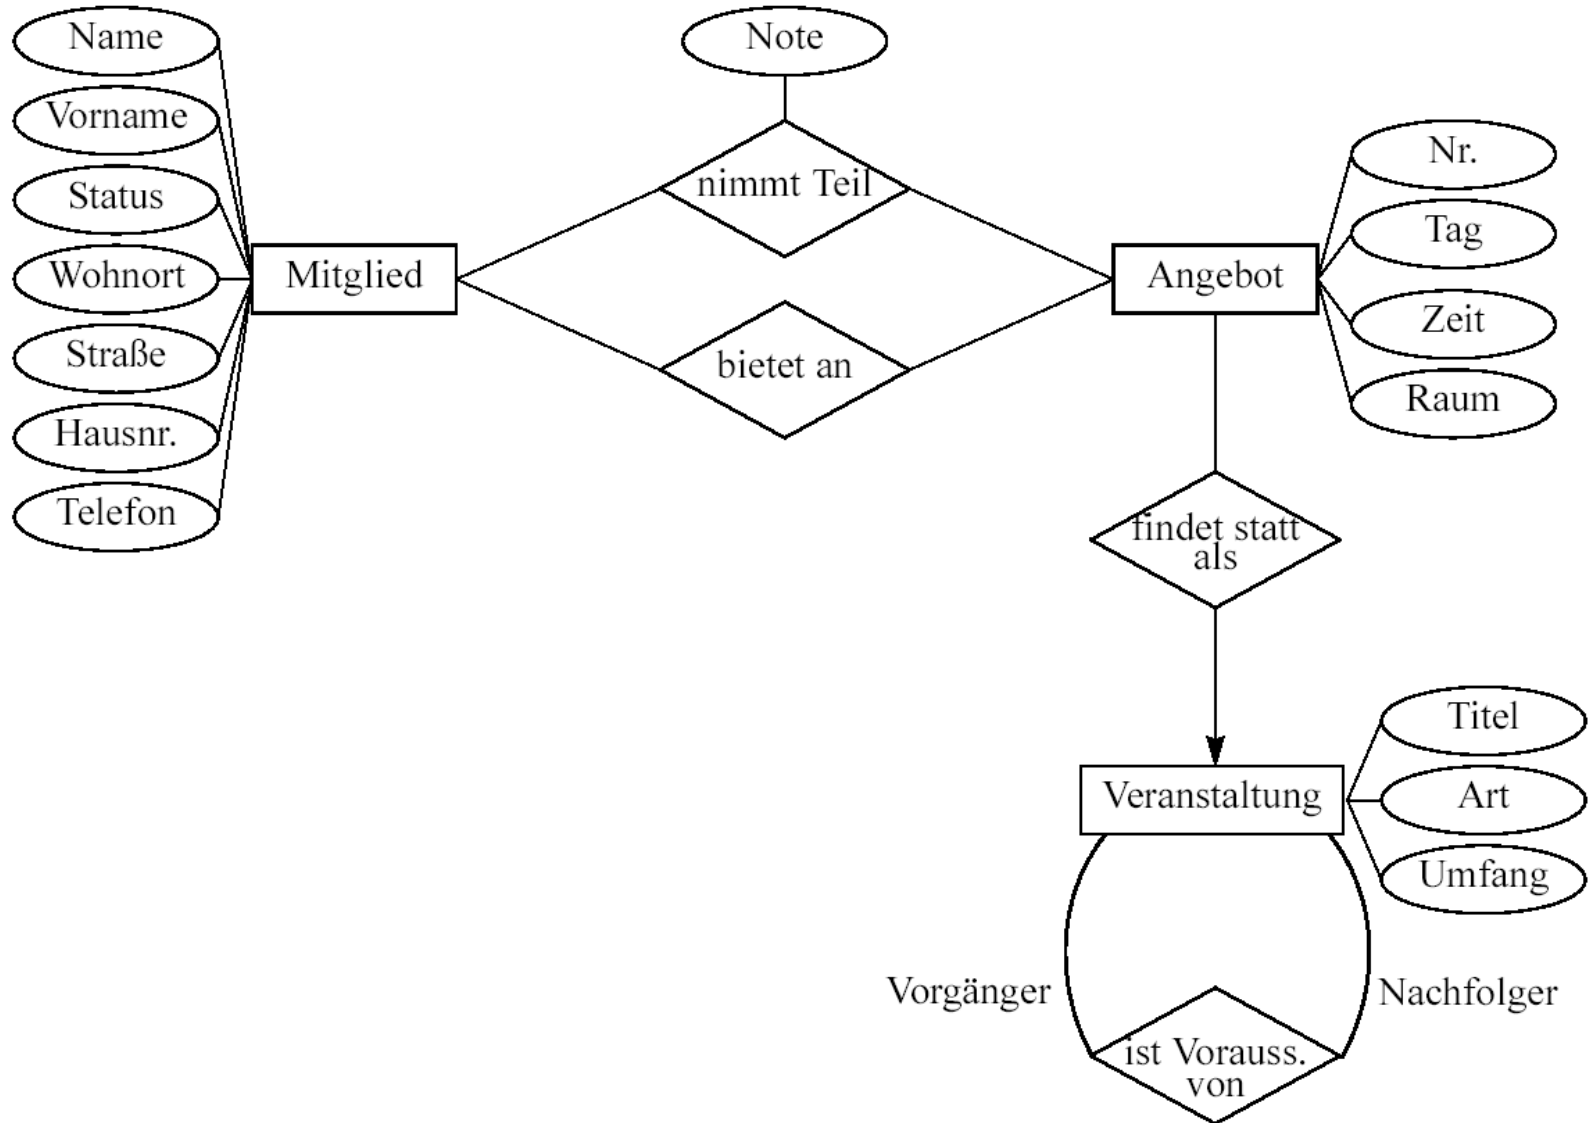 Name
Vorname
Status
Wohnort
Straße
Hausnr.
Telefon
Mitglied
Note
nimmt Teil
bietet an
Angebot
Nr.
Tag
Zeit
Raum
findet statt
als
Veranstaltung
Titel
Art
Umfang
Vorgänger
Nachfolger
ist Vorauss.
von